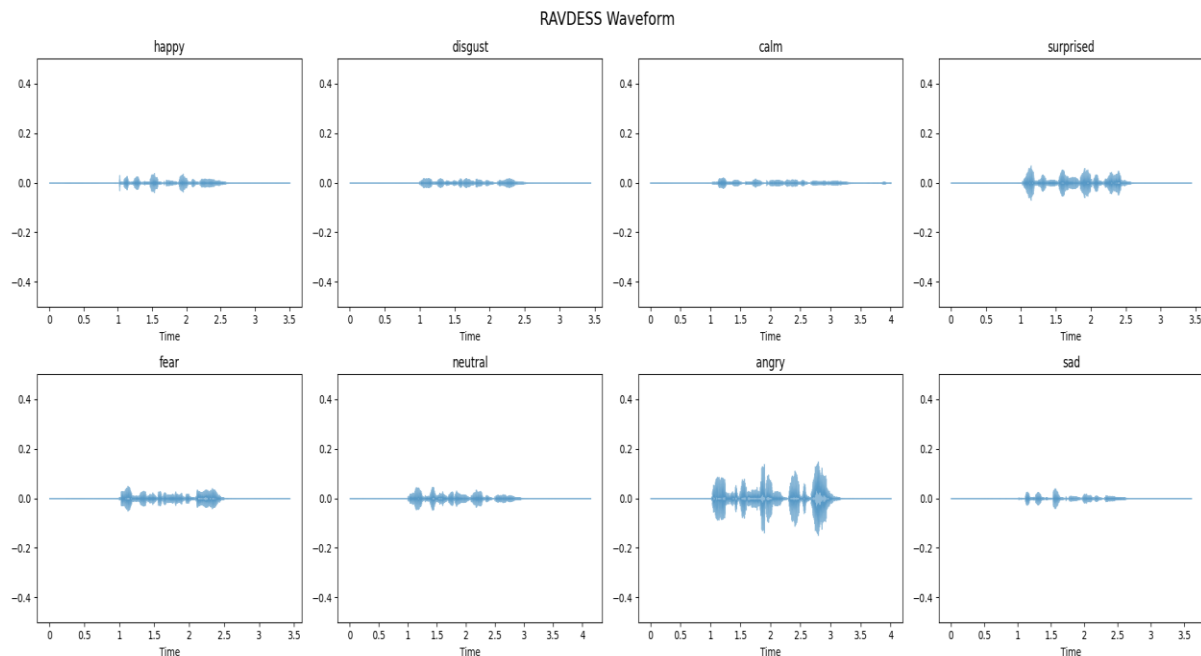 RAVDESS Waveform
happy disgust calm surprised
0.4 0.4 0.4 0.4
0.2 0.2 0.2 0.2
0.0 0.0 0.0 0.0
−0.2 −0.2 −0.2 −0.2
−0.4 −0.4 −0.4 −0.4
0 0.5 1 1.5 2 2.5 3 3.5 0 0.5 1 1.5 2 2.5 3 3.5 0 0.5 1 1.5 2 2.5 3 3.5 4 0 0.5 1 1.5 2 2.5 3 3.5
Time Time Time Time
fear neutral angry sad
0.4 0.4 0.4 0.4
0.2 0.2 0.2 0.2
0.0 0.0 0.0 0.0
−0.2 −0.2 −0.2 −0.2
−0.4 −0.4 −0.4 −0.4
0 0.5 1 1.5 2 2.5 3 3.5 0 0.5 1 1.5 2 2.5 3 3.5 4 0 0.5 1 1.5 2 2.5 3 3.5 4 0 0.5 1 1.5 2 2.5 3 3.5
Time Time Time Time